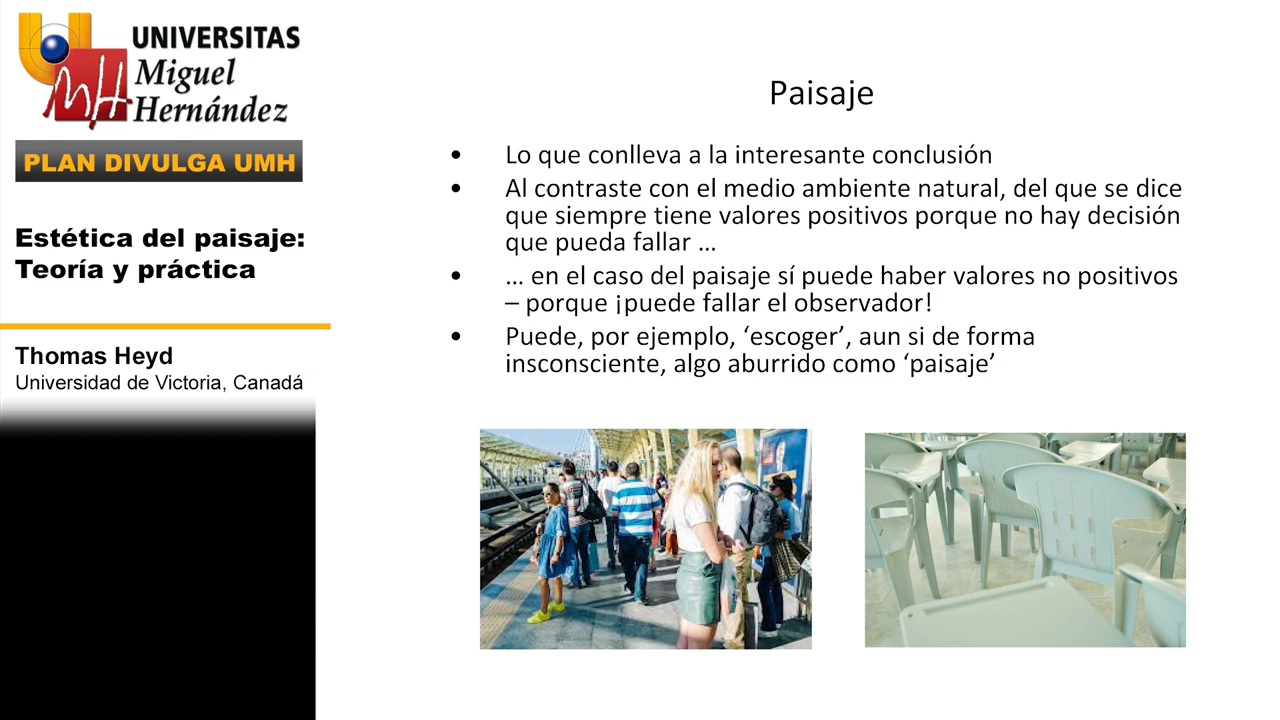 UNIVERSITAS
Miguel
Hernández
PLAN DIVULGA UMH
Estética del paisaje:
Teoría y práctica
Thomas Heyd
Universidad de Victoria, Canadá
Paisaje
• Lo que conlleva a la interesante conclusión
• Al contraste con el medio ambiente natural, del que se dice
que siempre tiene valores positivos porque no hay decisión
que pueda fallar ...
• ... en el caso del paisaje sí puede haber valores no positivos
– porque ¡puede fallar el observador!
• Puede, por ejemplo, ‘escoger’, aun si de forma
insconsciente, algo aburrido como ‘paisaje’